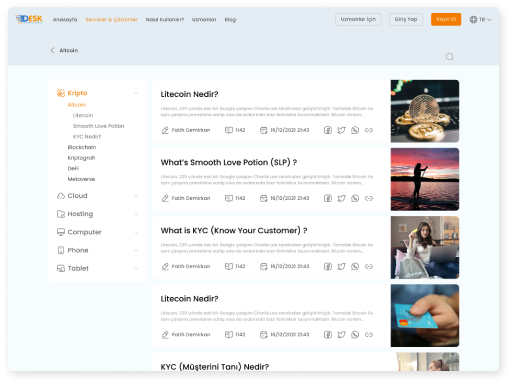 DESK
Anasayfa
Servisler & Çözümler
Nasıl Kullanılır?
Uzmanlar
Blog
Uzmanlar için
Giriş Yap
Kayıt Ol
TR
Altcoin
Kripto
Altcoin
Litecoin
Smooth Love Potion
KYC Nedir?
Blockchain
Kriptografi
DeFi
Metaverse
Cloud
Hosting
Computer
Phone
Tablet
Litecoin Nedir?
Litecoin, 2011 yılında eski bir Google çalışanı Charlie Lee tarafından geliştirilmiştir. Temelde Bitcoin ile
aynı çalışma prensibine sahip olsa da aralarında bazı farklılıklar bulunmaktadır. Bitcoin sistem...
Fatih Demirkan
1142
16/12/2021 21:43
What's Smooth Love Potion (SLP) ?
Litecoin, 2011 yılında eski bir Google çalışanı Charlie Lee tarafından geliştirilmiştir. Temelde Bitcoin ile
aynı çalışma prensibine sahip olsa da aralarında bazı farklılıklar bulunmaktadır. Bitcoin sistem...
Fatih Demirkan
1142
16/12/2021 21:43
What is KYC (Know Your Customer) ?
Litecoin, 2011 yılında eski bir Google çalışanı Charlie Lee tarafından geliştirilmiştir. Temelde Bitcoin ile
aynı çalışma prensibine sahip olsa da aralarında bazı farklılıklar bulunmaktadır. Bitcoin sistem...
Fatih Demirkan
1142
16/12/2021 21:43
Litecoin Nedir?
Litecoin, 2011 yılında eski bir Google çalışanı Charlie Lee tarafından geliştirilmiştir. Temelde Bitcoin ile
aynı çalışma prensibine sahip olsa da aralarında bazı farklılıklar bulunmaktadır. Bitcoin sistem...
Fatih Demirkan
1142
16/12/2021 21:43
KYC (Müşterini Tanı) Nedir?